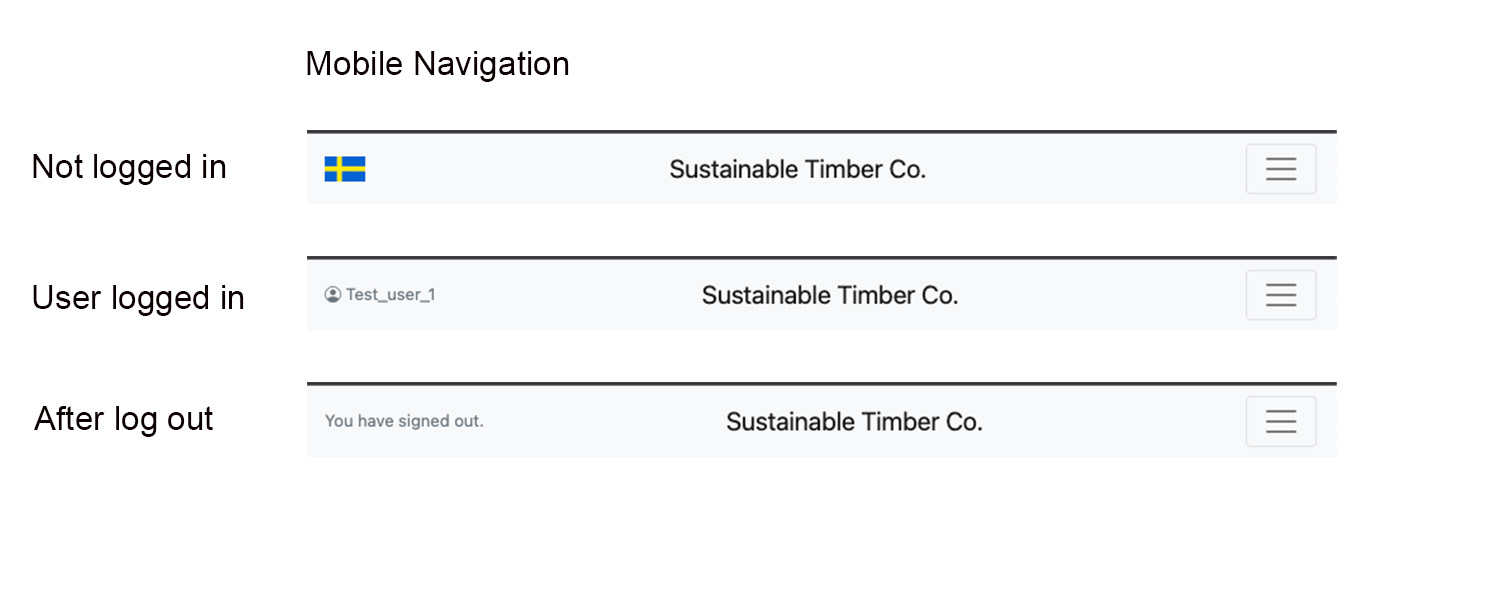 Mobile Navigation
Not logged in
Sustainable Timber Co.
User logged in
Test_user_1
Sustainable Timber Co.
After log out
You have signed out.
Sustainable Timber Co.